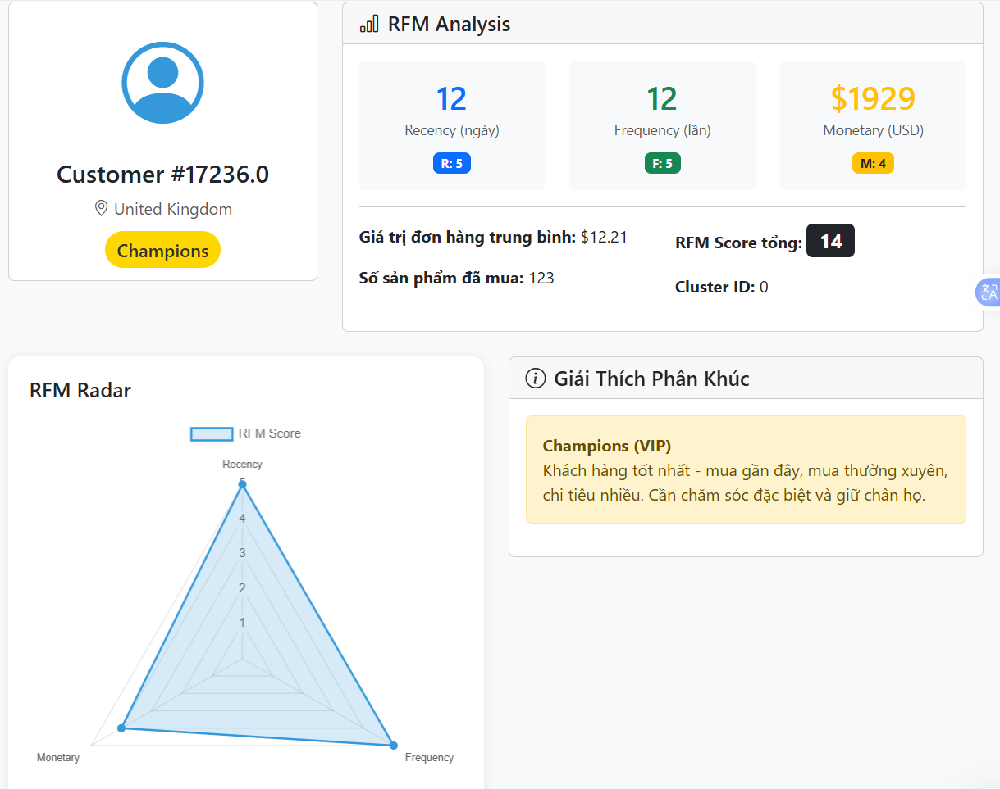 Customer #17236.0
United Kingdom
Champions
RFM Analysis
12
Recency (ngày)
R: 5
12
Frequency (lần)
F: 5
$1929
Monetary (USD)
M: 4
Giá trị đơn hàng trung bình: $12.21
Số sản phẩm đã mua: 123
RFM Score tổng: 14
Cluster ID: 0
RFM Radar
RFM Score
Recency
5
4
3
2
1
Monetary
Frequency
Giải Thích Phân Khúc
Champions (VIP)
Khách hàng tốt nhất - mua gần đây, mua thường xuyên,
chi tiêu nhiều. Cần chăm sóc đặc biệt và giữ chân họ.